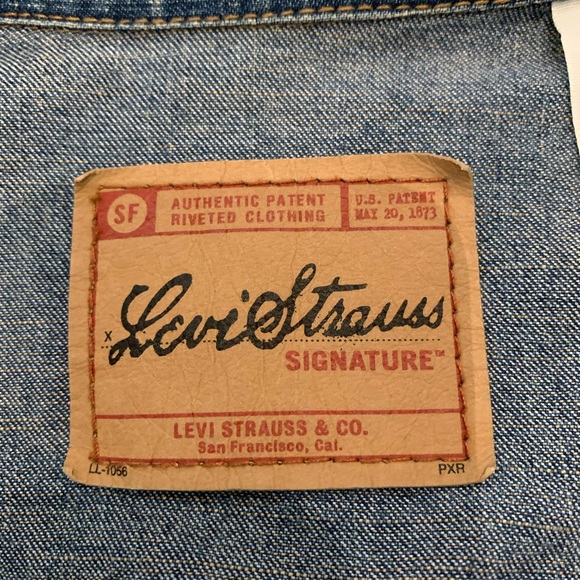 SF
AUTHENTIC PATENT
RIVETED CLOTHING
U.S. PATENT
MAY 20, 1873
x Levi Strauss
SIGNATURE™
LEVI STRAUSS & CO.
San Francisco, Cal.
LL-1056 PXR